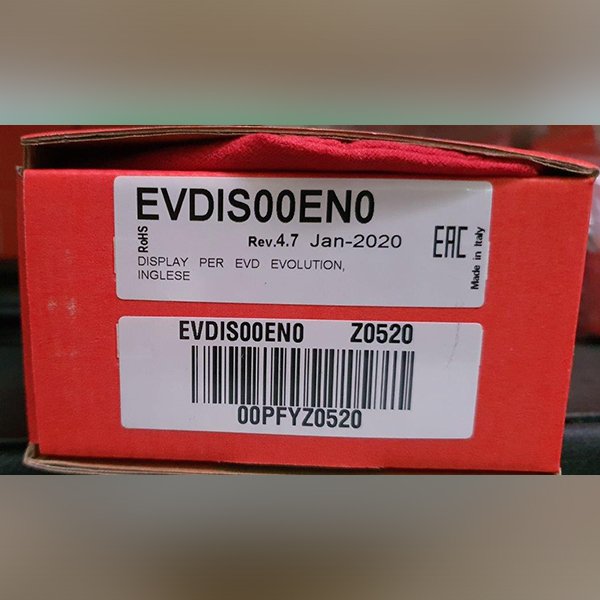 EVDIS00EN0
RoHS
Rev.4.7 Jan-2020
EAC
Made in Italy
DISPLAY PER EVD EVOLUTION,
INGLESE
EVDIS00EN0 Z0520
00PFYZ0520